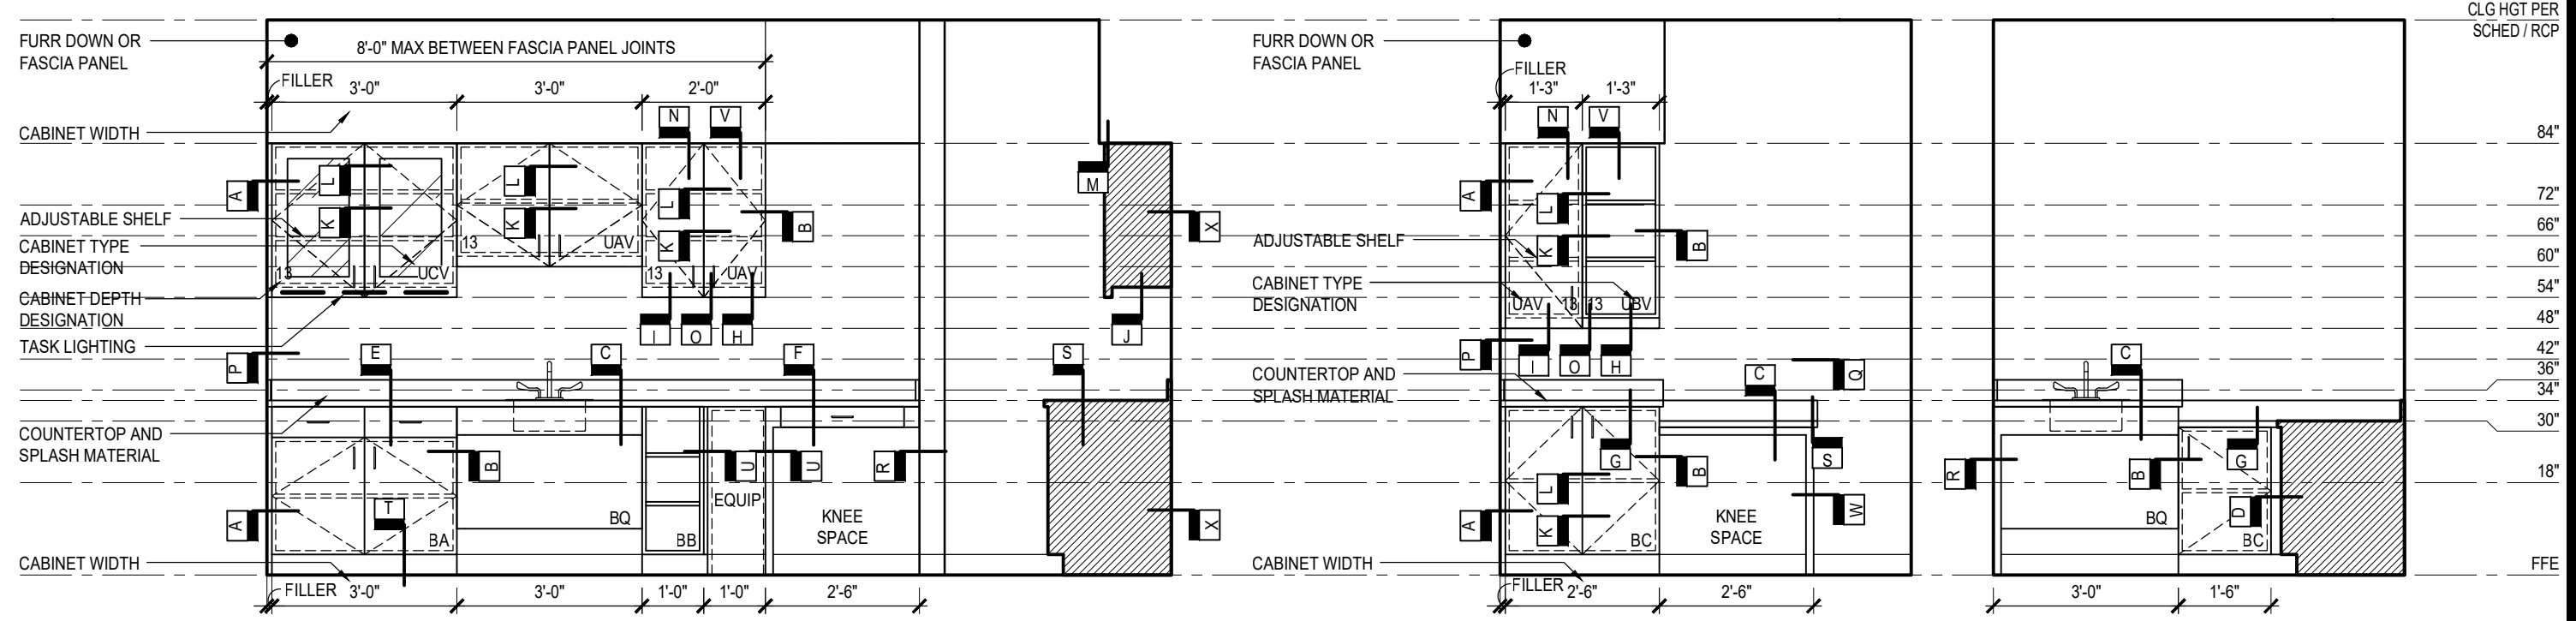 CLG HGT PER
SCHED / RCP
FURR DOWN OR
FASCIA PANEL
8'-0" MAX BETWEEN FASCIA PANEL JOINTS
FILLER
3'-0"
3'-0"
2'-0"
CABINET WIDTH
N
V
A
L
L
L
K
K
K
B
M
X
ADJUSTABLE SHELF
CABINET TYPE
DESIGNATION
13
UCV
13
UAV
13
UAV
CABINET DEPTH
DESIGNATION
TASK LIGHTING
I
O
H
J
P
E
C
F
S
COUNTERTOP AND
SPLASH MATERIAL
B
U
U
R
EQUIP
T
A
BA
BQ
BB
KNEE
SPACE
X
CABINET WIDTH
FILLER
3'-0"
3'-0"
1'-0"
1'-0"
2'-6"
FURR DOWN OR
FASCIA PANEL
FILLER
1'-3"
1'-3"
N
V
A
L
K
B
ADJUSTABLE SHELF
CABINET TYPE
DESIGNATION
UAV
13
13
UBV
P
I
O
H
Q
COUNTERTOP AND
SPLASH MATERIAL
C
G
B
S
L
K
A
W
BC
KNEE
SPACE
CABINET WIDTH
FILLER
2'-6"
2'-6"
C
R
B
G
D
BQ
BC
3'-0"
1'-6"
84"
72"
66"
60"
54"
48"
42"
36"
34"
30"
18"
FFE